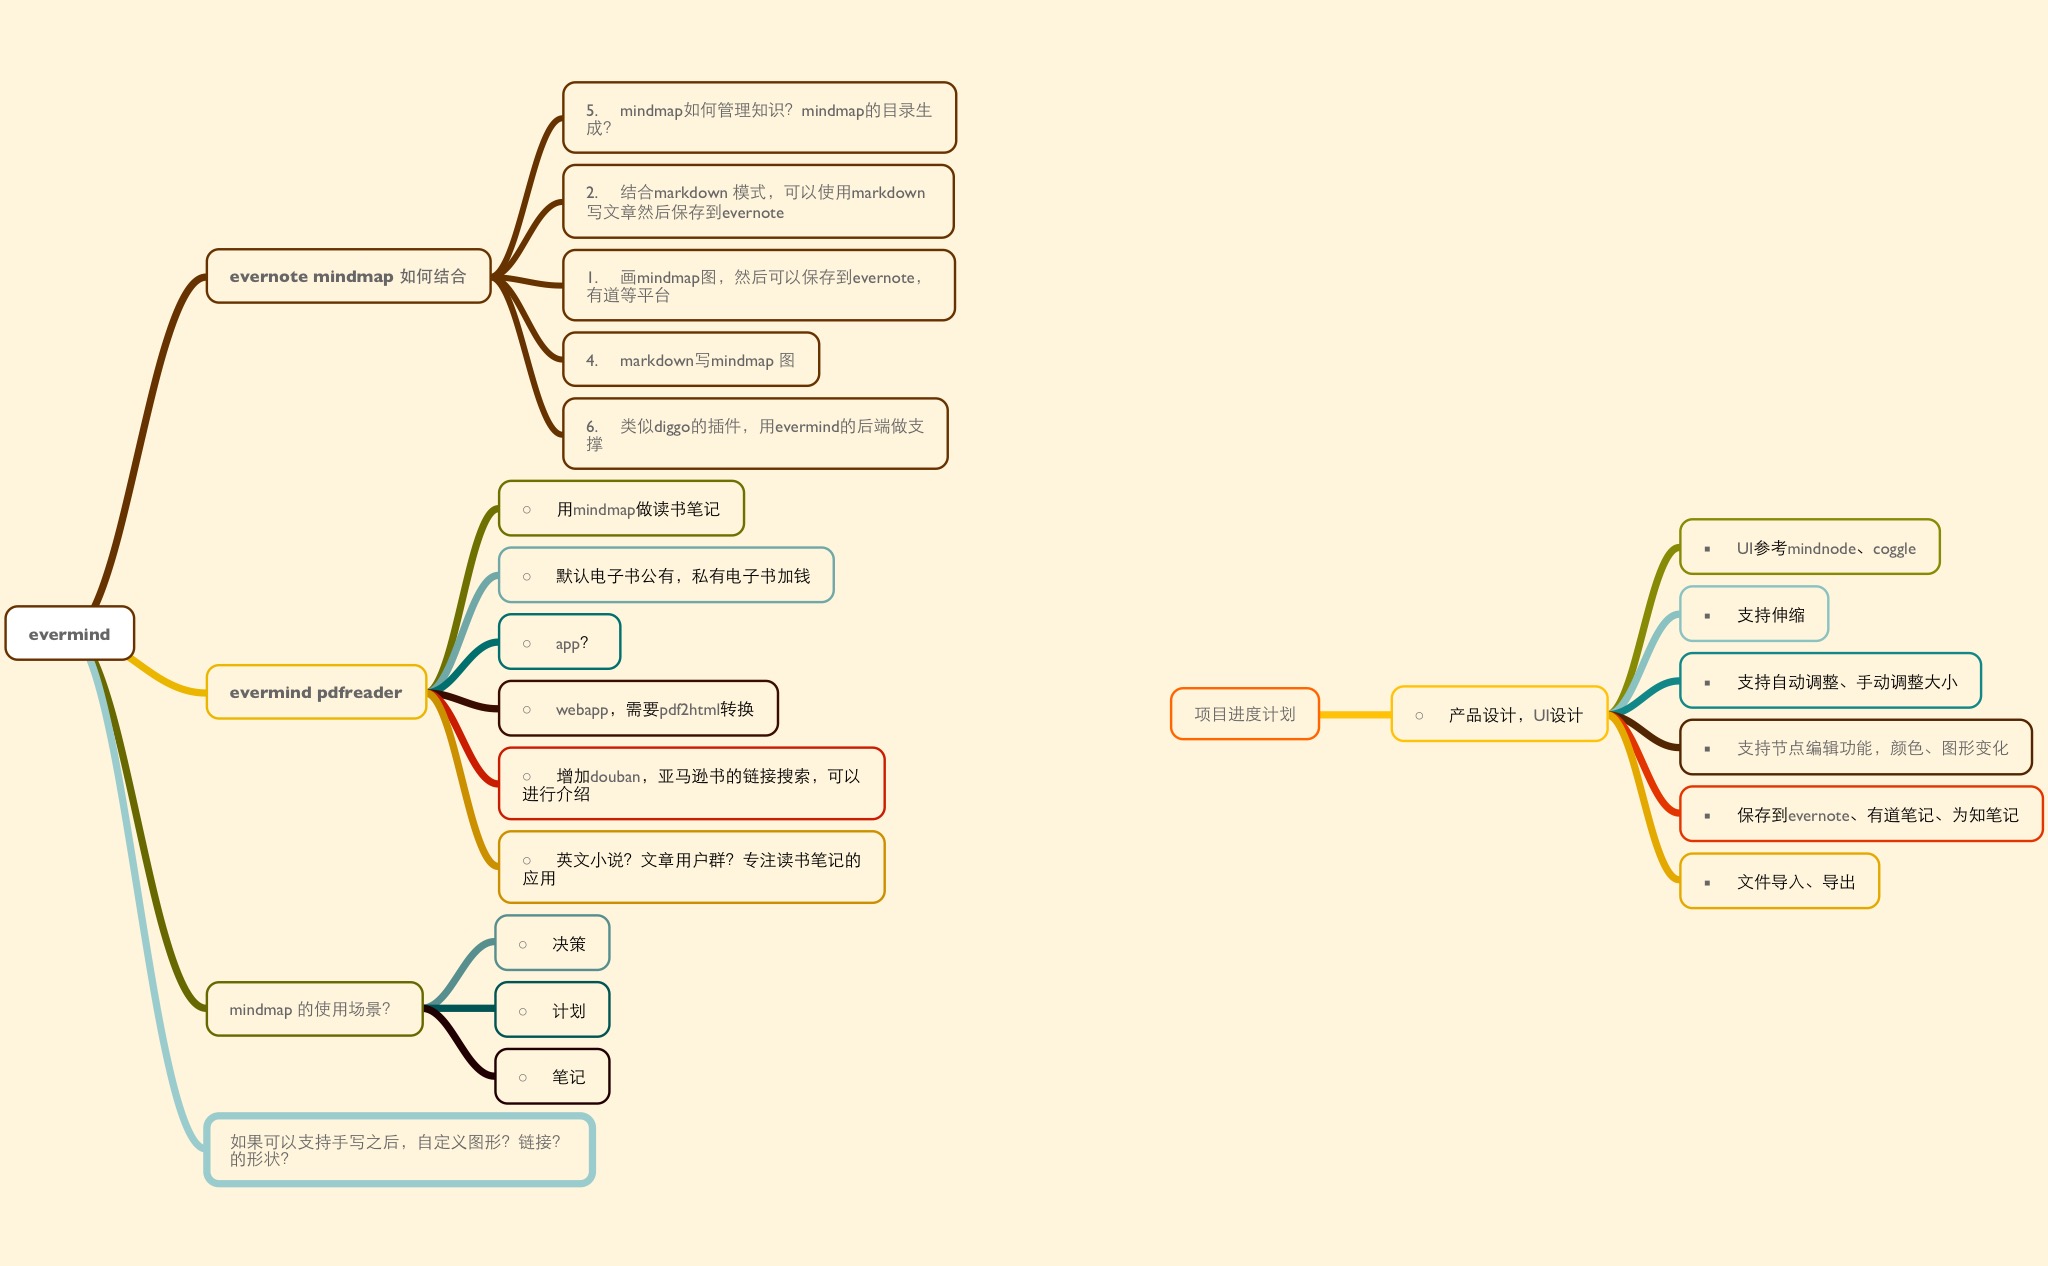 5. mindmap如何管理知识？mindmap的目录生
成？
2. 结合markdown 模式，可以使用markdown
写文章然后保存到evernote
evernote mindmap 如何结合
1. 画mindmap图，然后可以保存到evernote，
有道等平台
4. markdown写mindmap 图
6. 类似diggo的插件，用evermind的后端做支
撑
evermind
evermind pdfreader
○ 用mindmap做读书笔记
○ 默认电子书公有，私有电子书加钱
○ app？
○ webapp，需要pdf2html转换
○ 增加douban，亚马逊书的链接搜索，可以
进行介绍
○ 英文小说？文章用户群？专注读书笔记的
应用
mindmap 的使用场景？
○ 决策
○ 计划
○ 笔记
如果可以支持手写之后，自定义图形？链接？
的形状？
项目进度计划
○ 产品设计，UI设计
▪ UI参考mindnode、coggle
▪ 支持伸缩
▪ 支持自动调整、手动调整大小
▪ 支持节点编辑功能，颜色、图形变化
▪ 保存到evernote、有道笔记、为知笔记
▪ 文件导入、导出